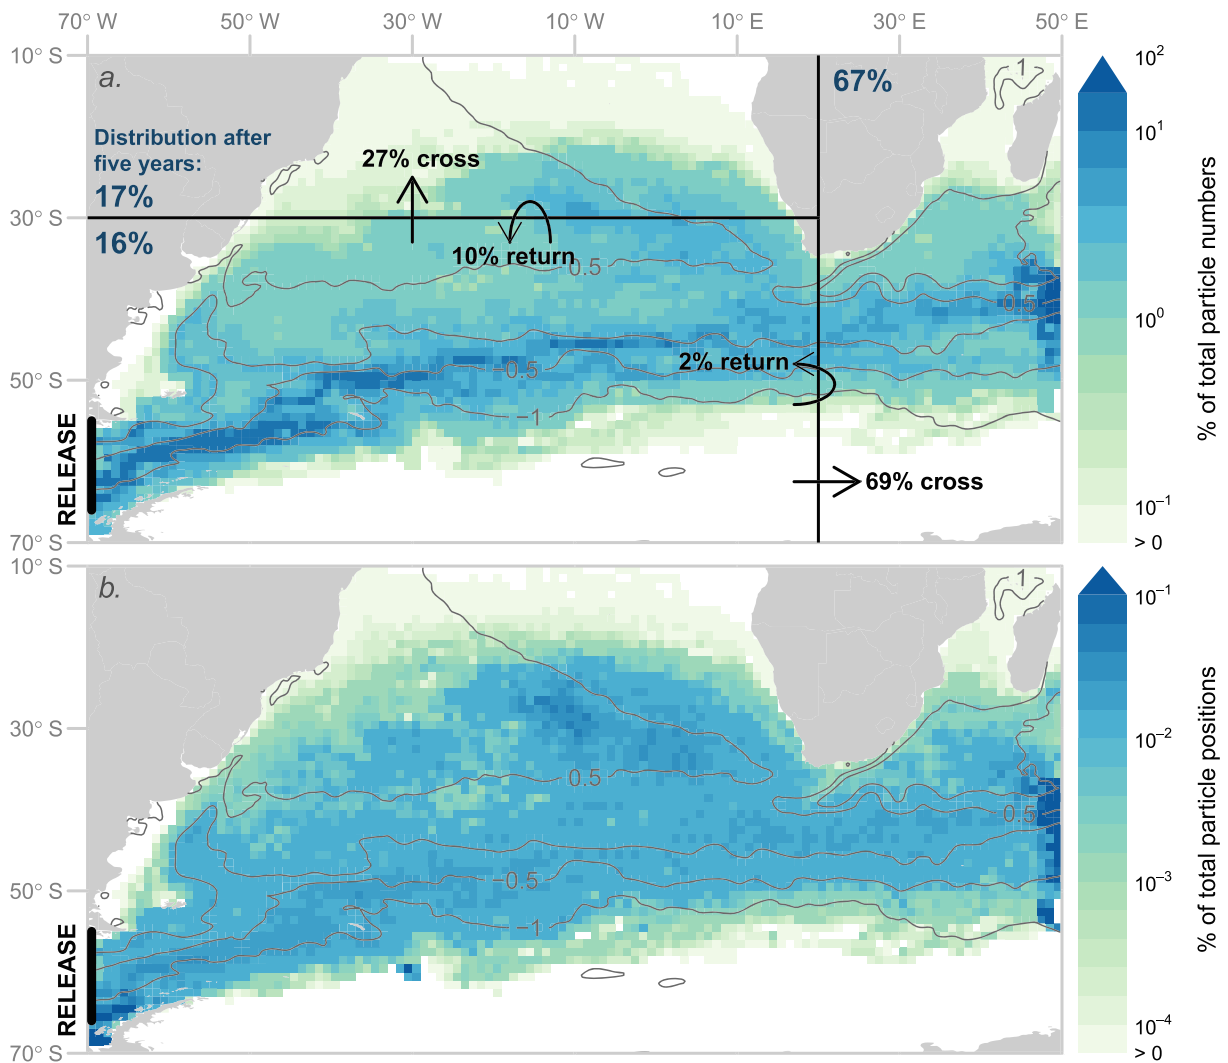 70° W 50° W 30° W 10° W 10° E 30° E 50° E
10° S
a.
67%
1
10²
Distribution after
five years:
17%
27% cross
10¹
30° S
16%
10% return
0.5
0.5
10⁰
2% return
−0.5
50° S
−1
RELEASE
69% cross
10⁻¹
> 0
70° S
% of total particle numbers
10° S
b.
1
10⁻¹
30° S
10⁻²
0.5
0.5
−0.5
50° S
10⁻³
−1
RELEASE
10⁻⁴
> 0
70° S
% of total particle positions